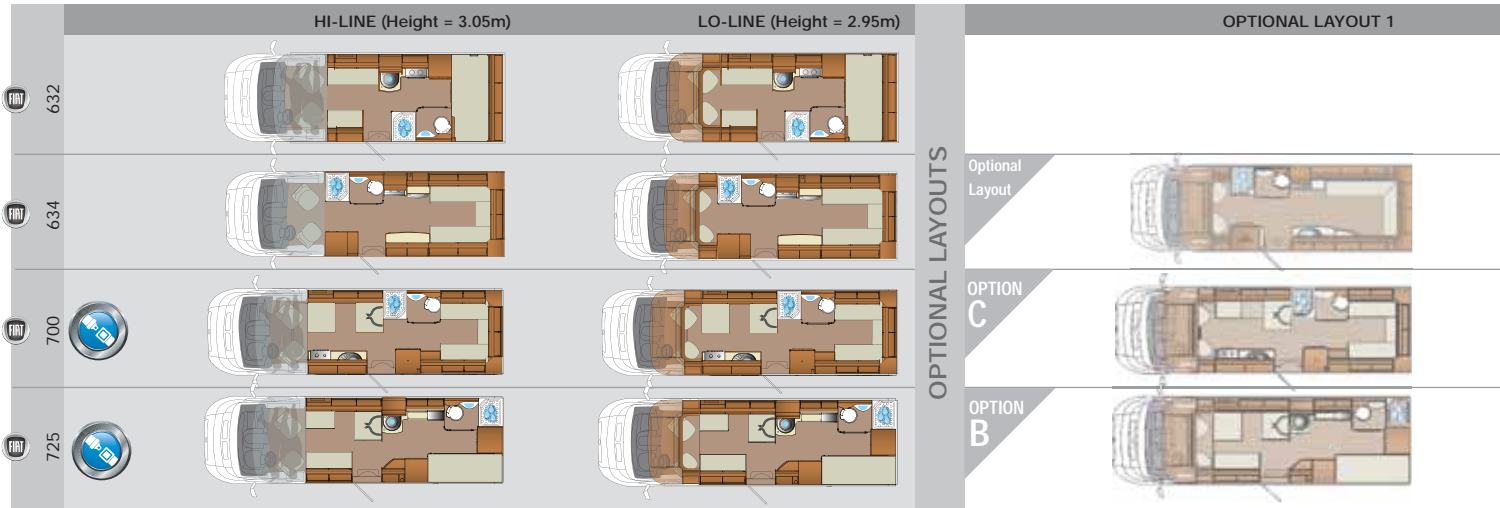 HI-LINE (Height = 3.05m)
LO-LINE (Height = 2.95m)
OPTIONAL LAYOUT 1
OPTIONAL LAYOUTS
FIAT
632
FIAT
634
Optional
Layout
FIAT
700
OPTION
C
FIAT
725
OPTION
B